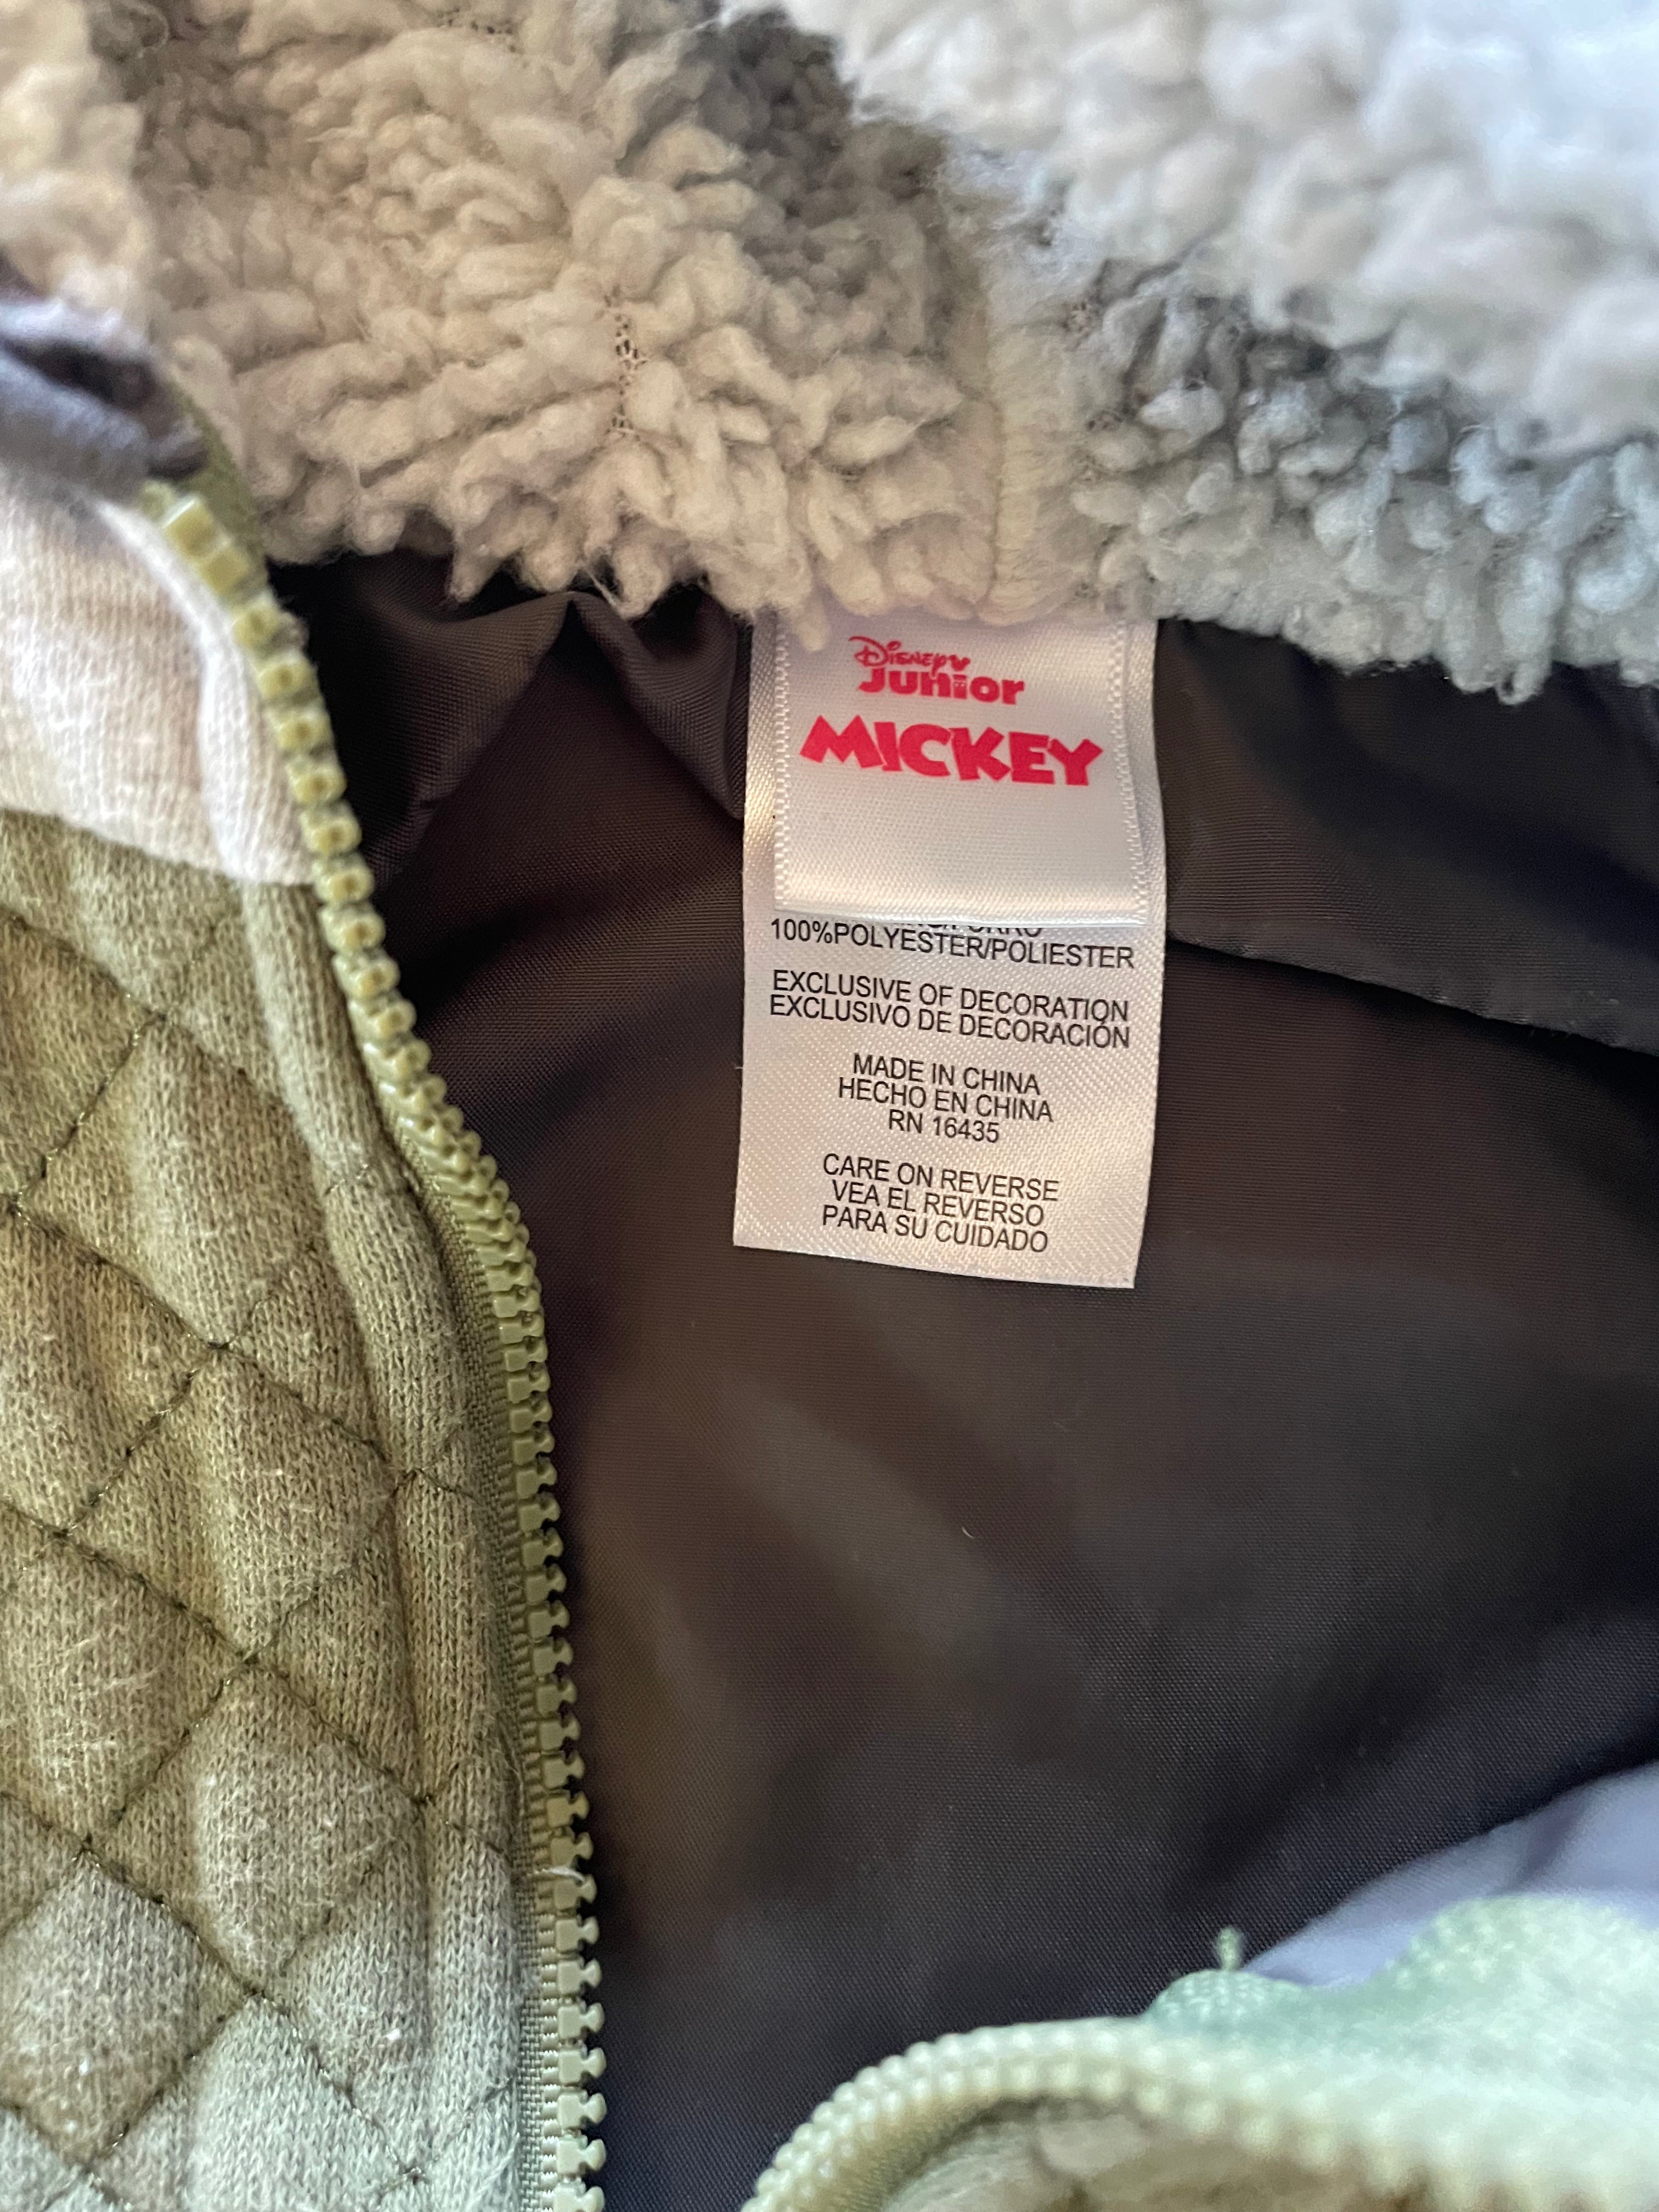 Disney
Junior
MICKEY
100%POLYESTER/POLIESTER
EXCLUSIVE OF DECORATION
EXCLUSIVO DE DECORACIÓN
MADE IN CHINA
HECHO EN CHINA
RN 16435
CARE ON REVERSE
VEA EL REVERSO
PARA SU CUIDADO